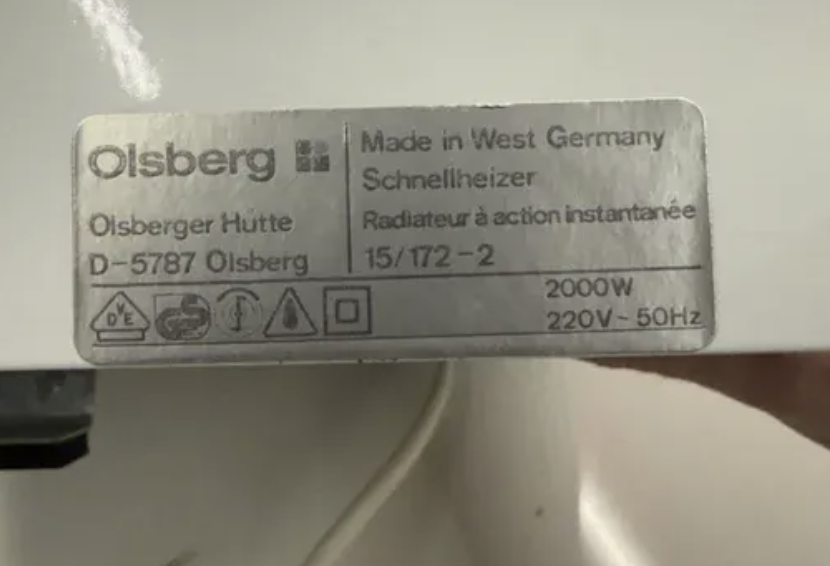 Olsberg
Olsberger Hütte
D-5787 Olsberg
Made in West Germany
Schnellheizer
Radiateur à action instantanée
15/172-2
DVE
2000W
220V~50Hz